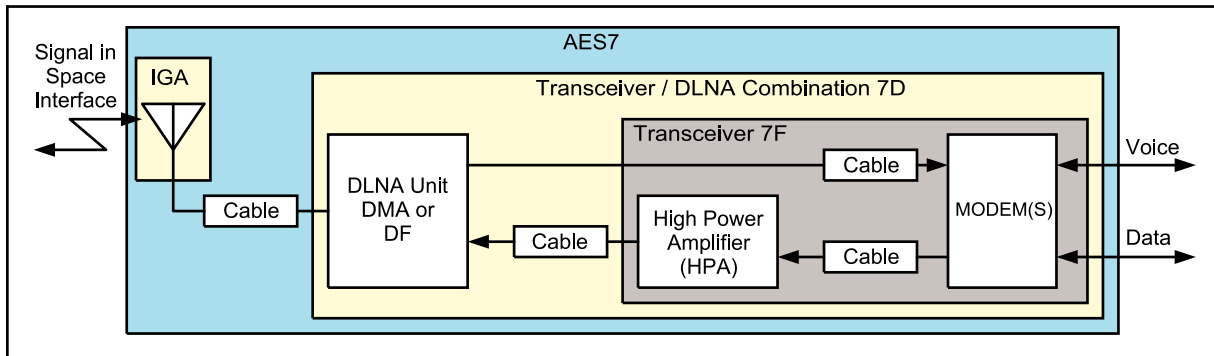 AES7
Signal in
Space
Interface
IGA
Transceiver / DLNA Combination 7D
Transceiver 7F
Cable
Voice
DLNA Unit
DMA or
DF
MODEM(S)
Cable
High Power
Amplifier
(HPA)
Cable
Cable
Data